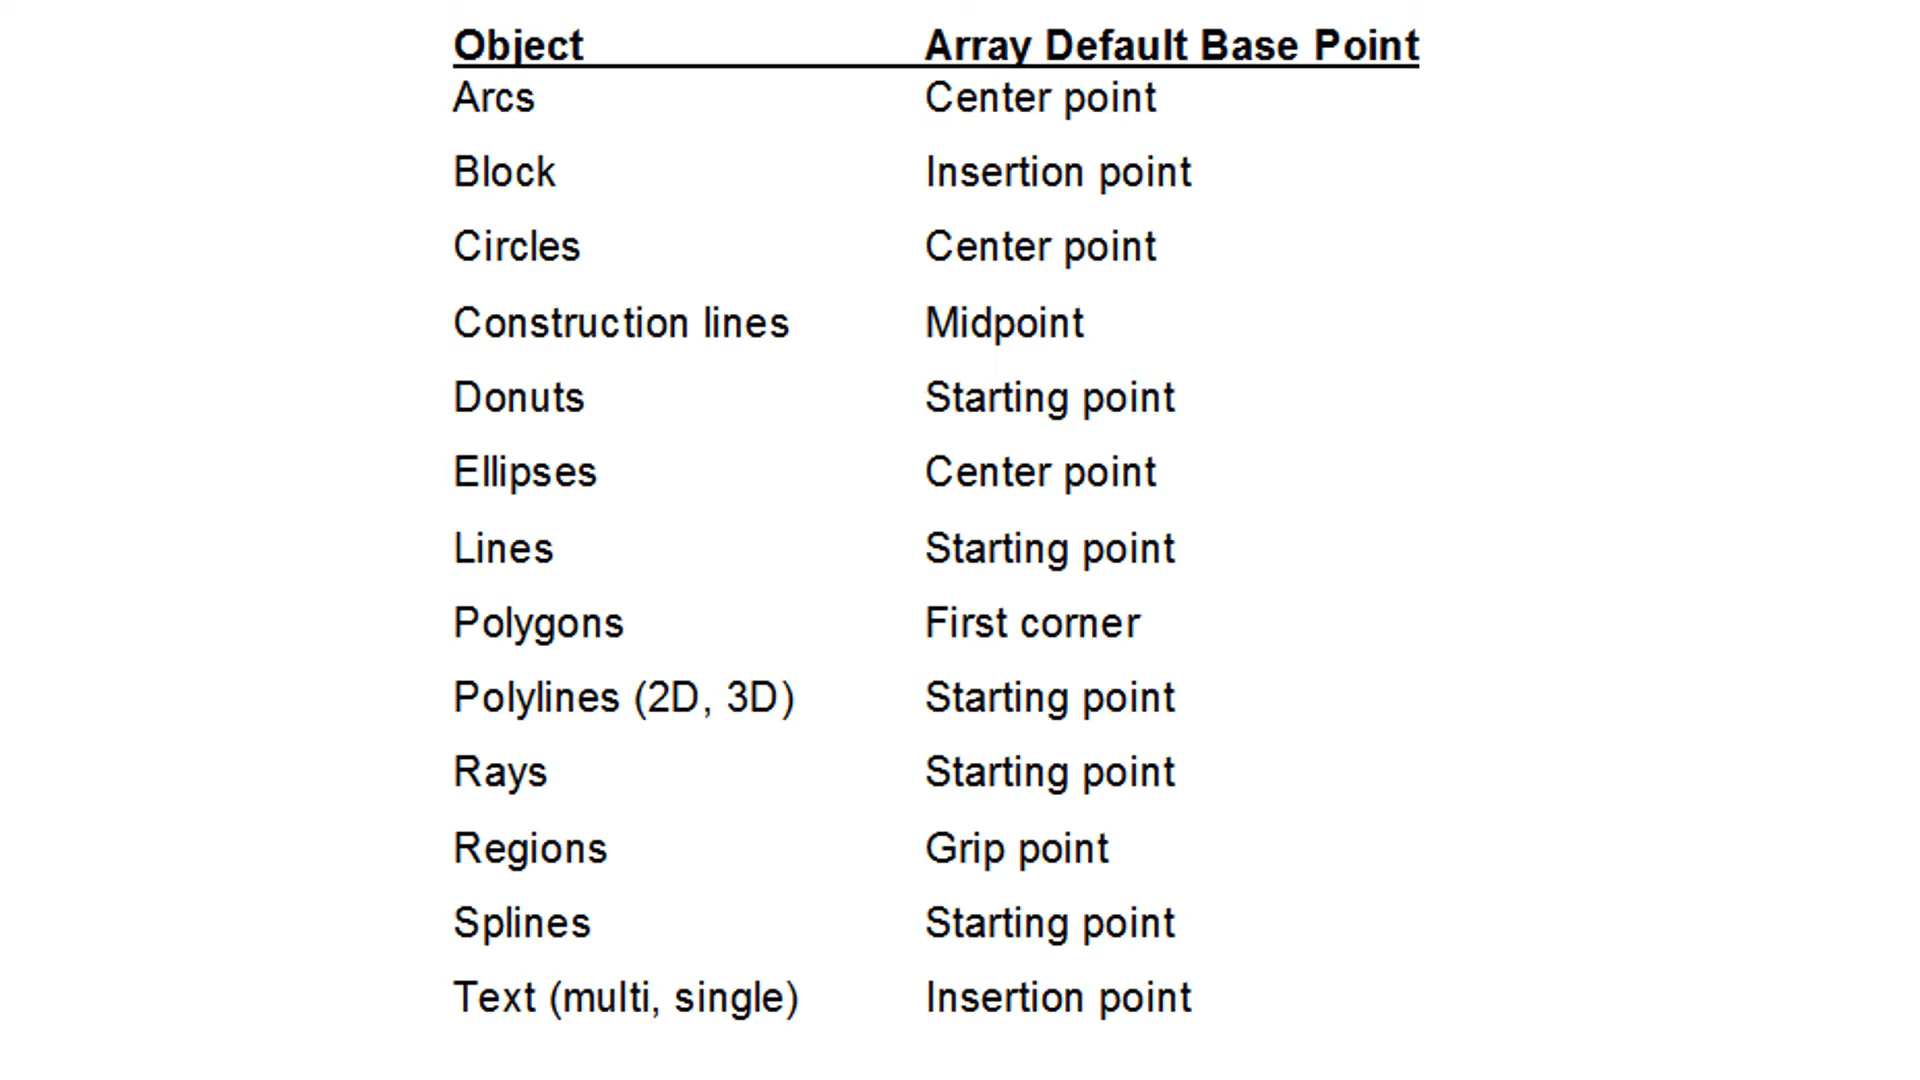 Object Array Default Base Point
Arcs Center point
Block Insertion point
Circles Center point
Construction lines Midpoint
Donuts Starting point
Ellipses Center point
Lines Starting point
Polygons First corner
Polylines (2D, 3D) Starting point
Rays Starting point
Regions Grip point
Splines Starting point
Text (multi, single) Insertion point